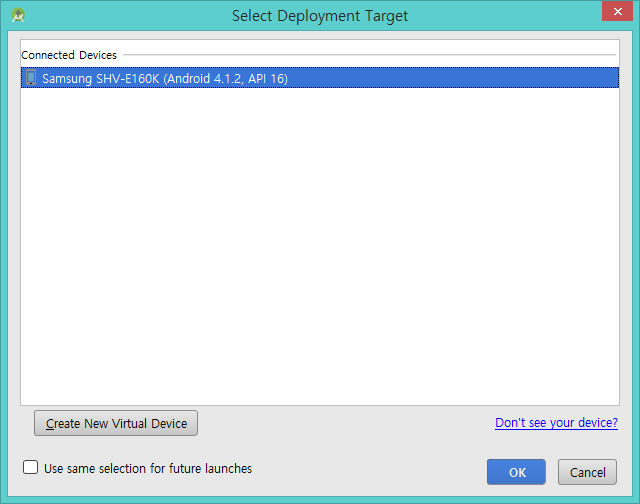 Select Deployment Target
Connected Devices
Samsung SHV-E160K (Android 4.1.2, API 16)
Create New Virtual Device
Don't see your device?
Use same selection for future launches
OK
Cancel